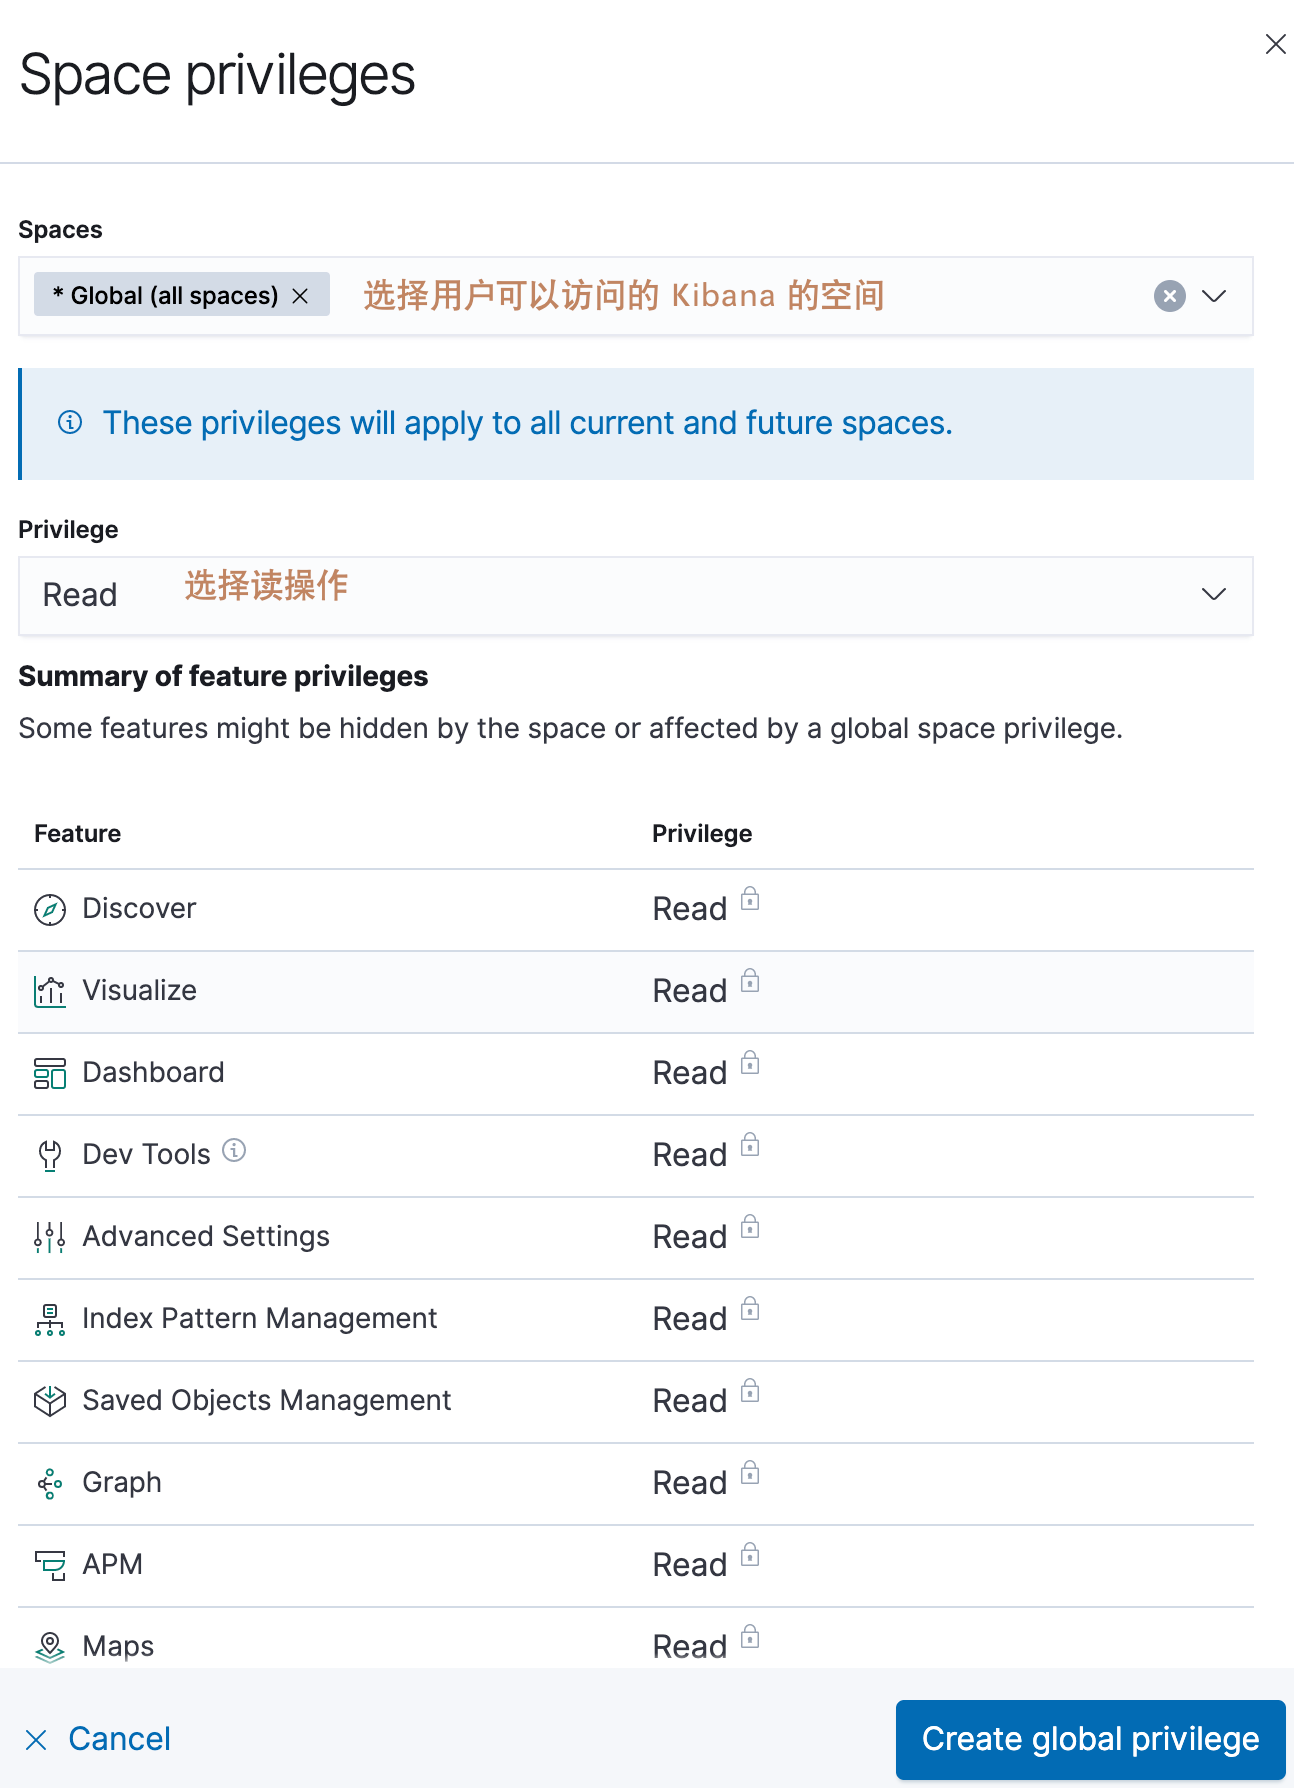 Space privileges
Spaces
* Global (all spaces) 选择用户可以访问的 Kibana 的空间
These privileges will apply to all current and future spaces.
Privilege
Read 选择读操作
Summary of feature privileges
Some features might be hidden by the space or affected by a global space privilege.
Feature Privilege
Discover Read
Visualize Read
Dashboard Read
Dev Tools Read
Advanced Settings Read
Index Pattern Management Read
Saved Objects Management Read
Graph Read
APM Read
Maps Read
Cancel Create global privilege